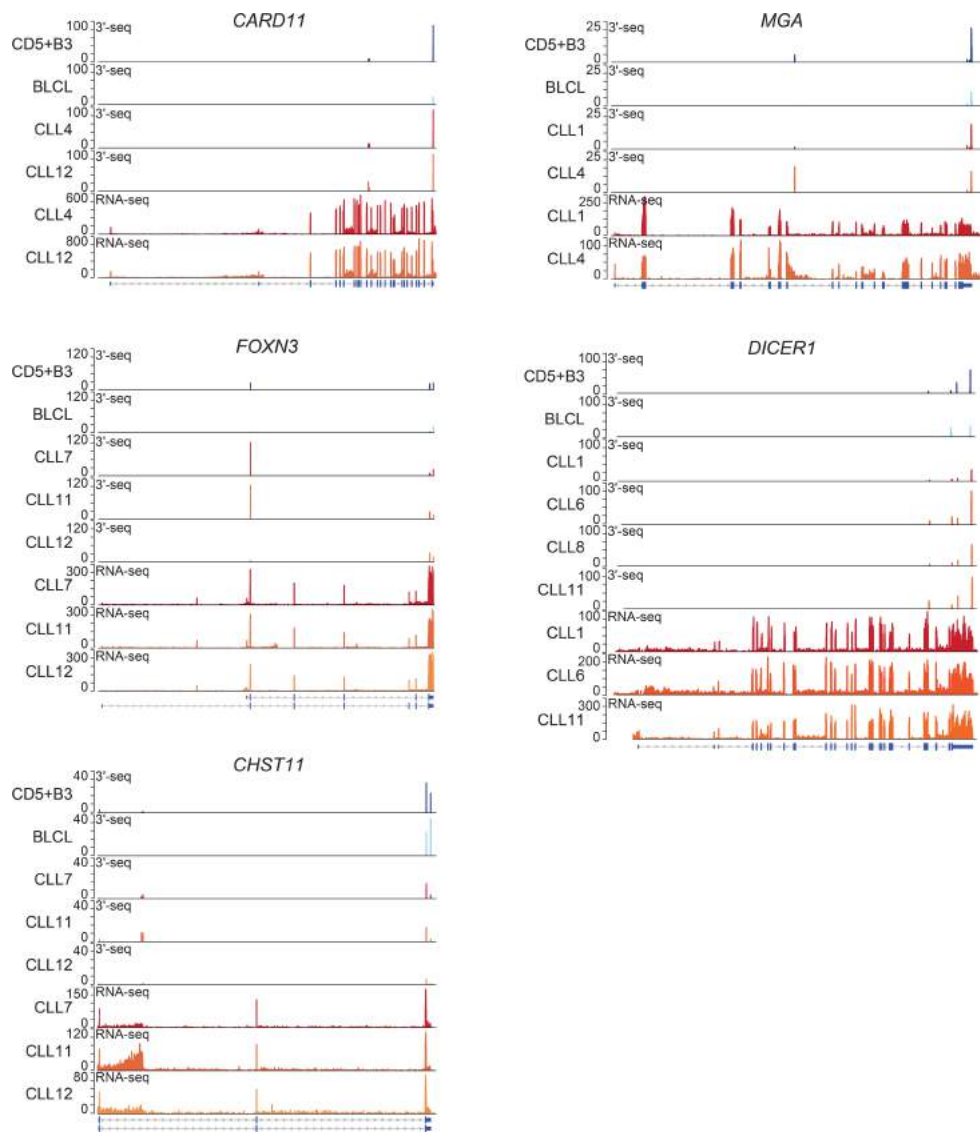 CARD11
CD5+B3 100 0 3'-seq
BLCL 100 0 3'-seq
CLL4 100 0 3'-seq
CLL12 100 0 3'-seq
CLL4 600 0 RNA-seq
CLL12 800 0 RNA-seq
MGA
CD5+B3 25 0 3'-seq
BLCL 25 0 3'-seq
CLL1 25 0 3'-seq
CLL4 25 0 3'-seq
CLL1 250 0 RNA-seq
CLL4 100 0 RNA-seq
FOXN3
CD5+B3 120 0 3'-seq
BLCL 120 0 3'-seq
CLL7 120 0 3'-seq
CLL11 120 0 3'-seq
CLL12 120 0 3'-seq
CLL7 300 0 RNA-seq
CLL11 300 0 RNA-seq
CLL12 300 0 RNA-seq
DICER1
CD5+B3 100 0 3'-seq
BLCL 100 0 3'-seq
CLL1 100 0 3'-seq
CLL6 100 0 3'-seq
CLL8 100 0 3'-seq
CLL11 100 0 3'-seq
CLL1 100 0 RNA-seq
CLL6 200 0 RNA-seq
CLL11 300 0 RNA-seq
CHST11
CD5+B3 40 0 3'-seq
BLCL 40 0 3'-seq
CLL7 40 0 3'-seq
CLL11 40 0 3'-seq
CLL12 40 0 3'-seq
CLL7 150 0 RNA-seq
CLL11 120 0 RNA-seq
CLL12 80 0 RNA-seq